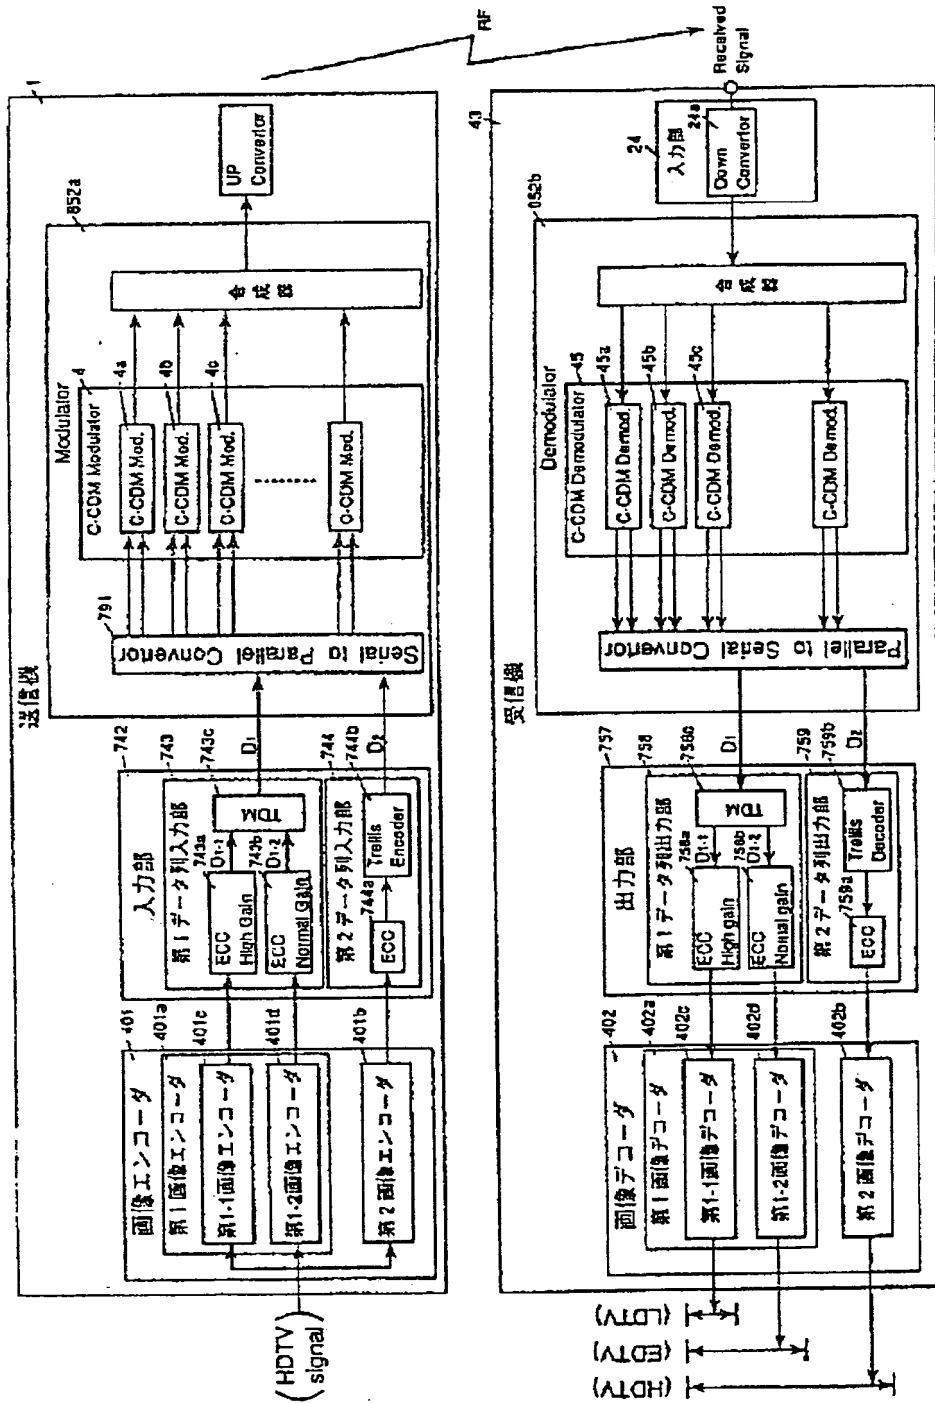 送信機
1
(HDTV signal)
401
画像エンコーダ
401a
第1画像エンコーダ
401c
第1-1画像エンコーダ
401d
第1-2画像エンコーダ
401b
第2画像エンコーダ
742
入力部
743
第1データ列入力部
743a
ECC
High Gain
743b
ECC
Normal Gain
D1-1
D1-2
743c
TDM
744
第2データ列入力部
744a
ECC
744b
Trellis
Encoder
D1
D2
791
Serial to Parallel Convertor
852a
Modulator
4
C-CDM Modulator
4a
C-CDM Mod.
4b
C-CDM Mod.
4c
C-CDM Mod.
C-CDM Mod.
合成器
UP
Convertor
RF
受信機
43
Received
Signal
24
入力部
24a
Down
Convertor
852b
Demodulator
合成器
C-CDM Demodulator
45
45a
C-CDM Demod.
45b
C-CDM Demod.
45c
C-CDM Demod.
C-CDM Demod.
Parallel to Serial Convertor
D1
D2
757
出力部
758
第1データ列出力部
758c
TDM
D1-1
D1-2
758a
ECC
High gain
758b
ECC
Normal gain
759
第2データ列出力部
759b
Trellis
Decoder
759a
ECC
402
画像デコーダ
402a
第1画像デコーダ
402c
第1-1画像デコーダ
402d
第1-2画像デコーダ
402b
第2画像デコーダ
(LDTV)
(EDTV)
(HDTV)